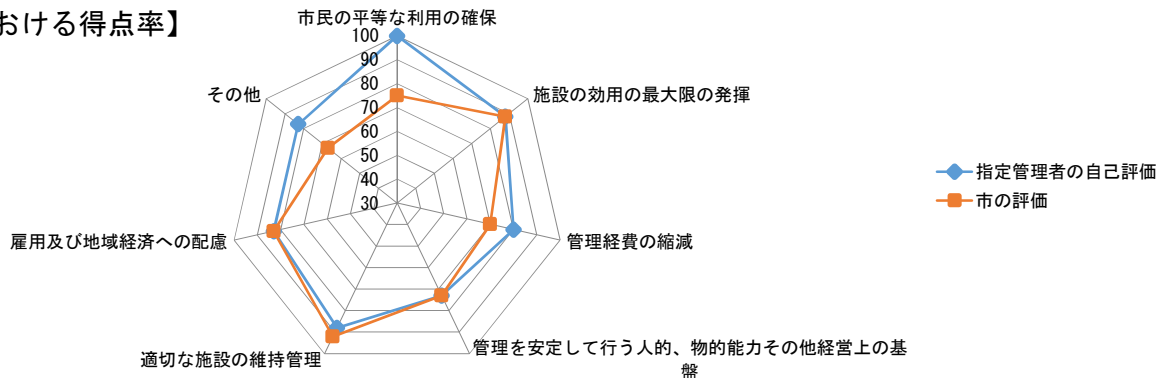 おける得点率】
市民の平等な利用の確保
100
90
80
70
60
50
40
30
その他
施設の効用の最大限の発揮
指定管理者の自己評価
市の評価
雇用及び地域経済への配慮
管理経費の縮減
適切な施設の維持管理
管理を安定して行う人的、物的能力その他経営上の基
盤